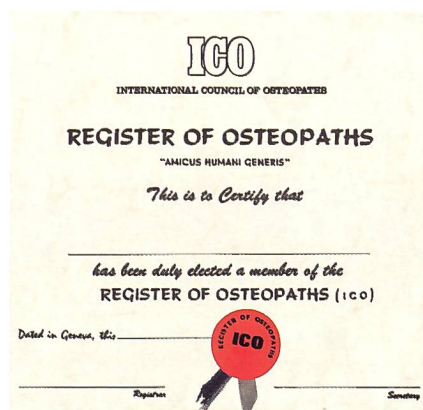 ICO
INTERNATIONAL COUNCIL OF OSTEOPATHS
REGISTER OF OSTEOPATHS
"AMICUS HUMANI GENERIS"
This is to Certify that
has been duly elected a member of the
REGISTER OF OSTEOPATHS (ICO)
Dated in Geneva, this
REGISTER OF OSTEOPATHS
ICO
Registrar
Secretary